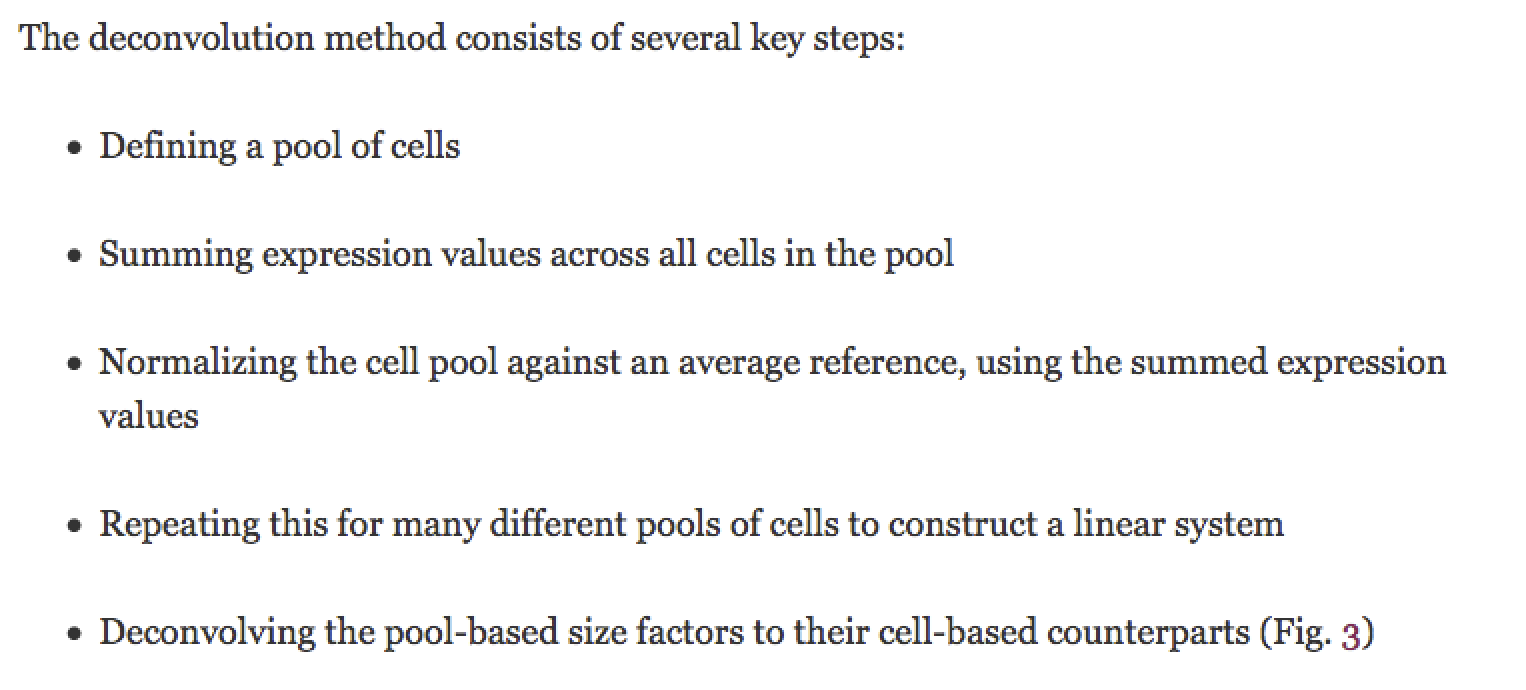 The deconvolution method consists of several key steps:
• Defining a pool of cells
• Summing expression values across all cells in the pool
• Normalizing the cell pool against an average reference, using the summed expression
values
• Repeating this for many different pools of cells to construct a linear system
• Deconvolving the pool-based size factors to their cell-based counterparts (Fig. 3)